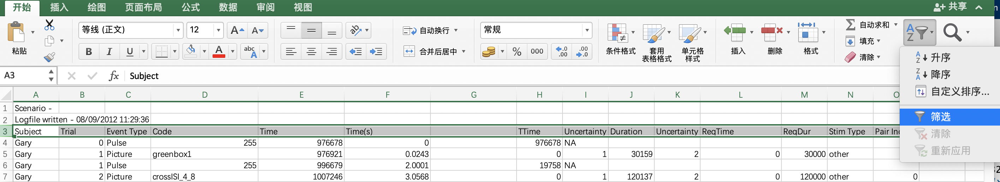 开始 插入 绘图 页面布局 公式 数据 审阅 视图 共享
粘贴
等线 (正文) 12 A A
B I U A abc A
自动换行
合并后居中
常规
% 000 .0 .00 .00 .0
条件格式
套用
表格格式
单元格
样式
插入
删除
格式
自动求和
填充
清除
A Z
升序
降序
自定义排序...
筛选
清除
重新应用
A3 fx Subject
A B C D E F G H I J K L M N O
1 Scenario -
2 Logfile written - 08/09/2012 11:29:36
3 Subject Trial Event Type Code Time Time(s) TTime Uncertainty Duration Uncertainty ReqTime ReqDur Stim Type Pair
4 Gary 0 Pulse 255 976678 0 976678 NA
5 Gary 1 Picture greenbox1 976921 0.0243 0 1 30159 2 0 30000 other
6 Gary 1 Pulse 255 996679 2.0001 19758 NA
7 Gary 2 Picture crossISI_4_8 1007246 3.0568 0 1 120137 2 0 120000 other 0